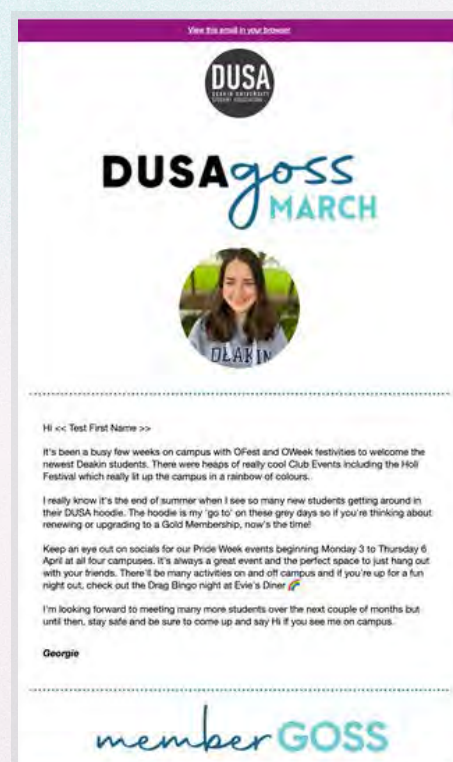 View this email in your browser
DUSA
DEAKIN UNIVERSITY
STUDENT ASSOCIATION
DUSAgoss
MARCH
DEAKIN
Hi << Test First Name >>
It's been a busy few weeks on campus with OFest and OWeek festivities to welcome the
newest Deakin students. There were heaps of really cool Club Events including the Holi
Festival which really lit up the campus in a rainbow of colours.
I really know it's the end of summer when I see so many new students getting around in
their DUSA hoodie. The hoodie is my 'go to' on these grey days so if you're thinking about
renewing or upgrading to a Gold Membership, now's the time!
Keep an eye out on socials for our Pride Week events beginning Monday 3 to Thursday 6
April at all four campuses. It's always a great event and the perfect space to just hang out
with your friends. There'll be many activities on and off campus and if you're up for a fun
night out, check out the Drag Bingo night at Evie's Diner 🌈
I'm looking forward to meeting many more students over the next couple of months but
until then, stay safe and be sure to come up and say Hi if you see me on campus.
Georgie
member GOSS